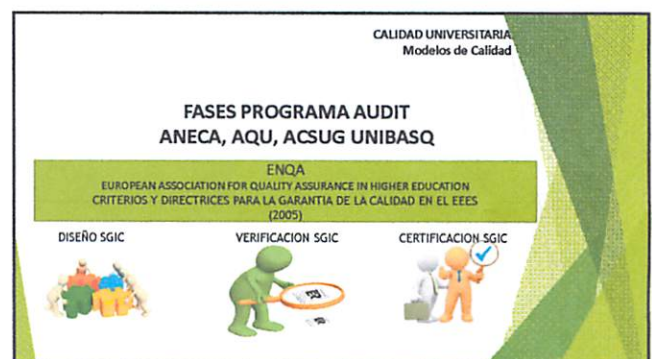 CALIDAD UNIVERSITARIA
Modelos de Calidad
FASES PROGRAMA AUDIT
ANECA, AQU, ACSUG UNIBASQ
ENQA
EUROPEAN ASSOCIATION FOR QUALITY ASSURANCE IN HIGHER EDUCATION
CRITERIOS Y DIRECTRICES PARA LA GARANTIA DE LA CALIDAD EN EL EEES
(2005)
DISEÑO SGIC
VERIFICACION SGIC
CERTIFICACION SGIC